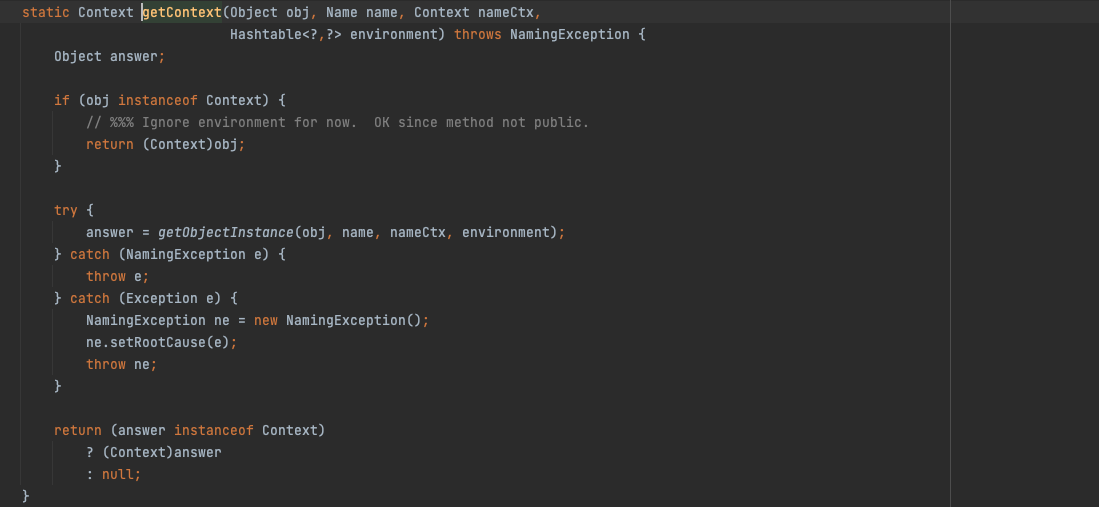 static Context getContext(Object obj, Name name, Context nameCtx,
                          Hashtable<?,?> environment) throws NamingException {
    Object answer;

    if (obj instanceof Context) {
        // %%% Ignore environment for now.  OK since method not public.
        return (Context)obj;
    }

    try {
        answer = getObjectInstance(obj, name, nameCtx, environment);
    } catch (NamingException e) {
        throw e;
    } catch (Exception e) {
        NamingException ne = new NamingException();
        ne.setRootCause(e);
        throw ne;
    }

    return (answer instanceof Context)
        ? (Context)answer
        : null;
}